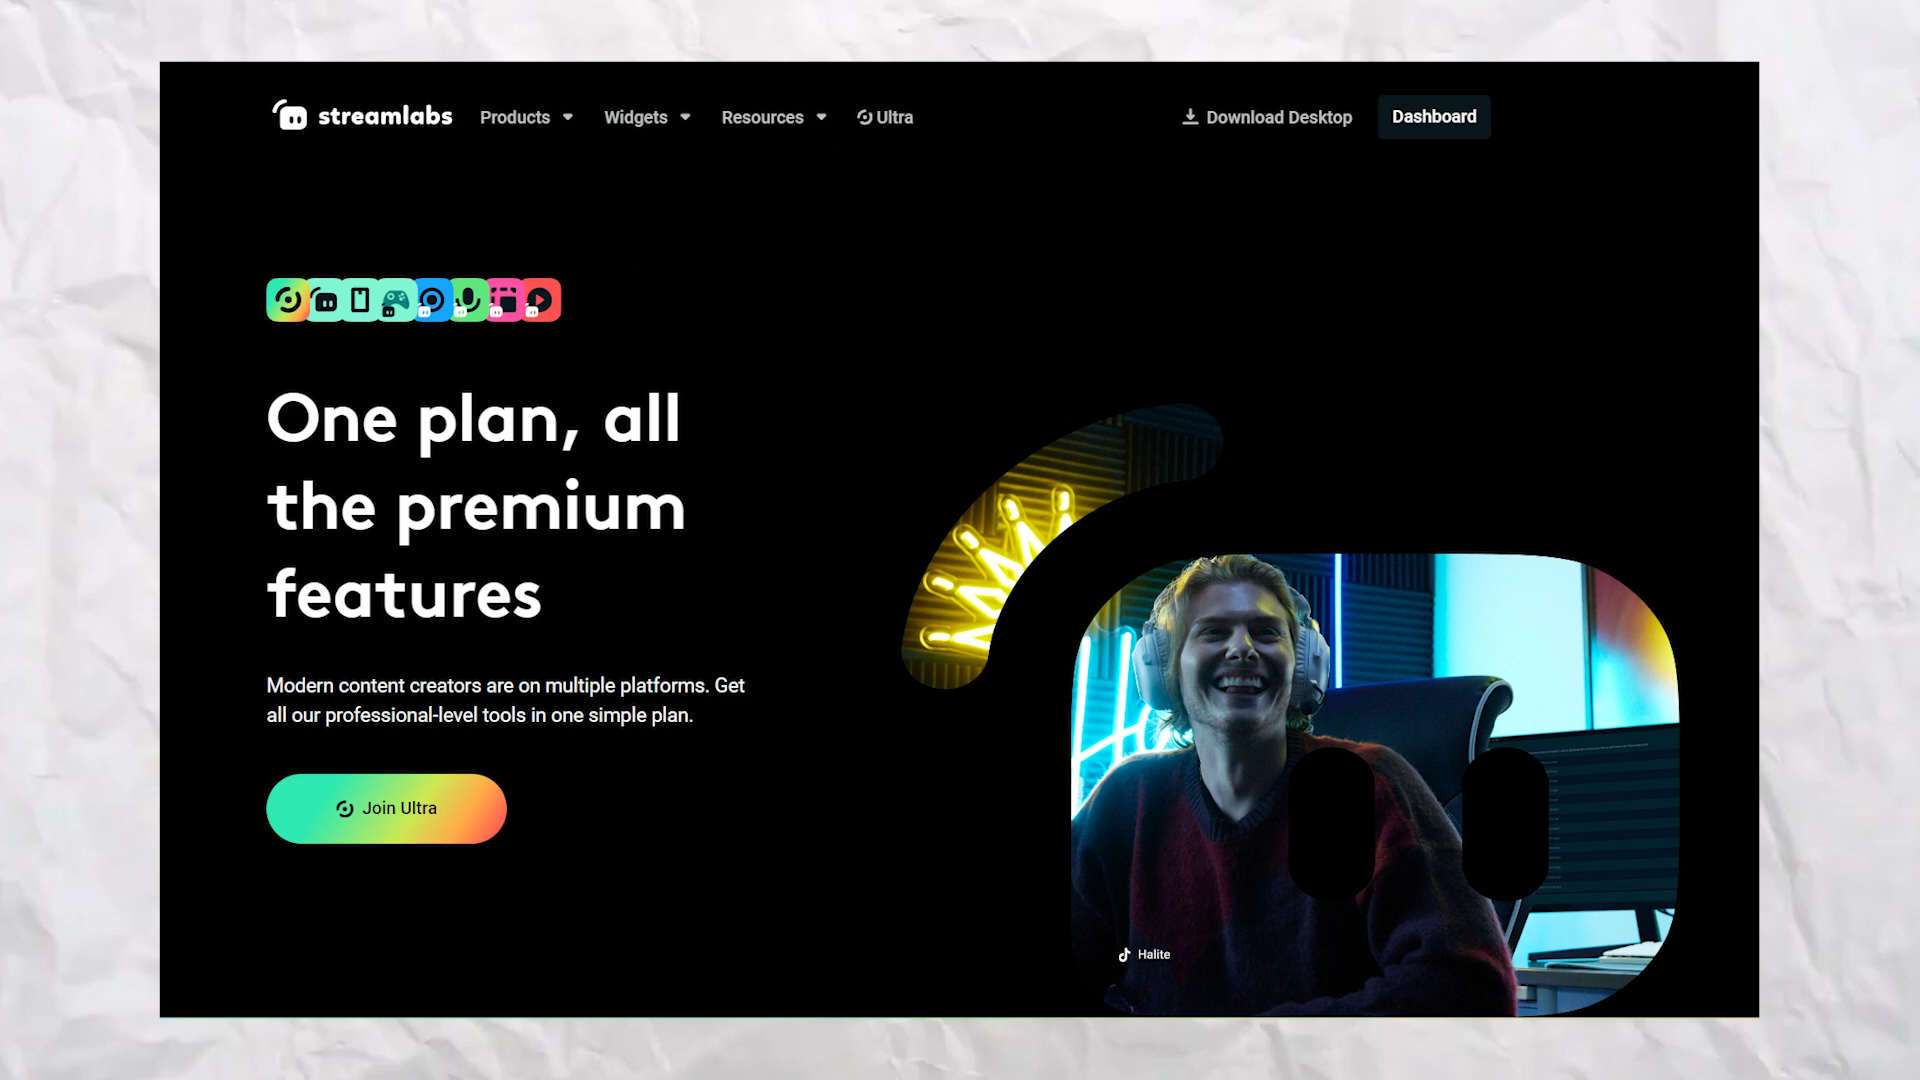 streamlabs
Products
Widgets
Resources
Ultra
Download Desktop
Dashboard
One plan, all
the premium
features
Modern content creators are on multiple platforms. Get
all our professional-level tools in one simple plan.
Join Ultra
Halite